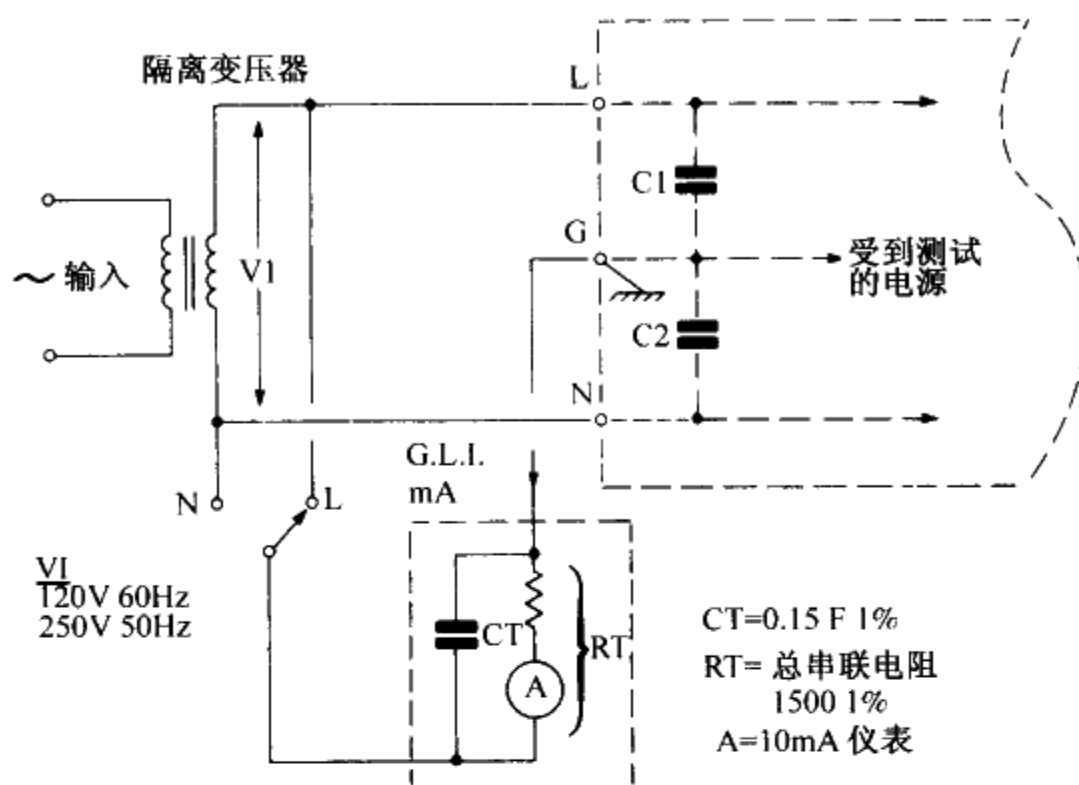 隔离变压器
L
C1
G
～ 输入
V1
受到测试
的电源
C2
N
G.L.I.
mA
N
L
VI
120V 60Hz
250V 50Hz
CT
RT
A
CT=0.15 F 1%
RT= 总串联电阻
1500 1%
A=10mA 仪表